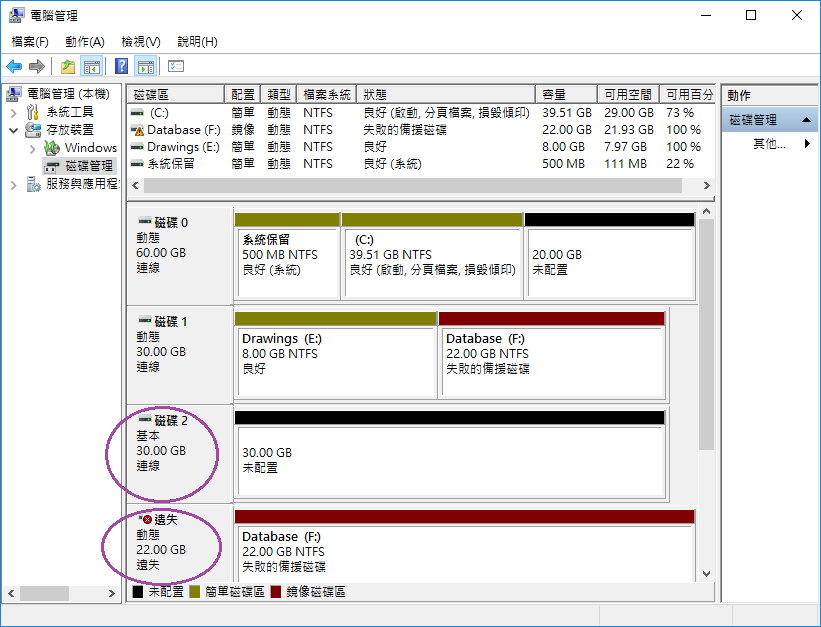 電腦管理
檔案(F) 動作(A) 檢視(V) 說明(H)
電腦管理 (本機)
系統工具
存放裝置
Windows
磁碟管理
服務與應用程
磁碟區 配置 類型 檔案系統 狀態 容量 可用空間 可用百分
(C:) 簡單 動態 NTFS 良好 (啟動, 分頁檔案, 損毀傾印) 39.51 GB 29.00 GB 73 %
Database (F:) 鏡像 動態 NTFS 失敗的備援磁碟 22.00 GB 21.93 GB 100 %
Drawings (E:) 簡單 動態 NTFS 良好 8.00 GB 7.97 GB 100 %
系統保留 簡單 動態 NTFS 良好 (系統) 500 MB 111 MB 22 %
動作
磁碟管理
其他...
磁碟 0
動態
60.00 GB
連線
系統保留
500 MB NTFS
良好 (系統)
(C:)
39.51 GB NTFS
良好 (啟動, 分頁檔案, 損毀傾印)
20.00 GB
未配置
磁碟 1
動態
30.00 GB
連線
Drawings (E:)
8.00 GB NTFS
良好
Database (F:)
22.00 GB NTFS
失敗的備援磁碟
磁碟 2
基本
30.00 GB
連線
30.00 GB
未配置
遺失
動態
22.00 GB
遺失
Database (F:)
22.00 GB NTFS
失敗的備援磁碟
未配置 簡單磁碟區 鏡像磁碟區